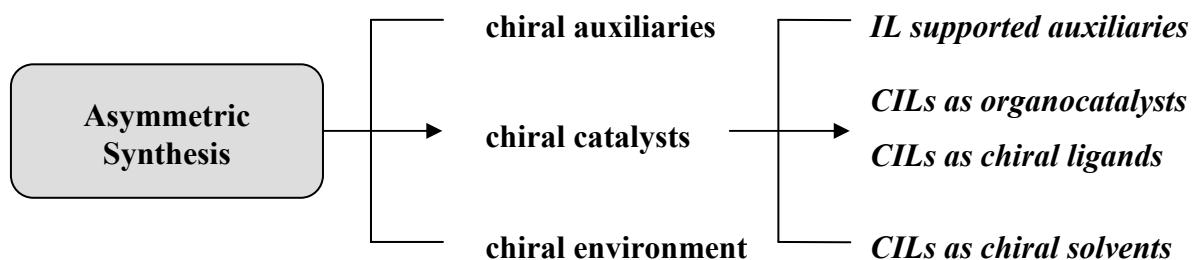 Asymmetric
Synthesis
chiral auxiliaries
chiral catalysts
chiral environment
IL supported auxiliaries
CILs as organocatalysts
CILs as chiral ligands
CILs as chiral solvents